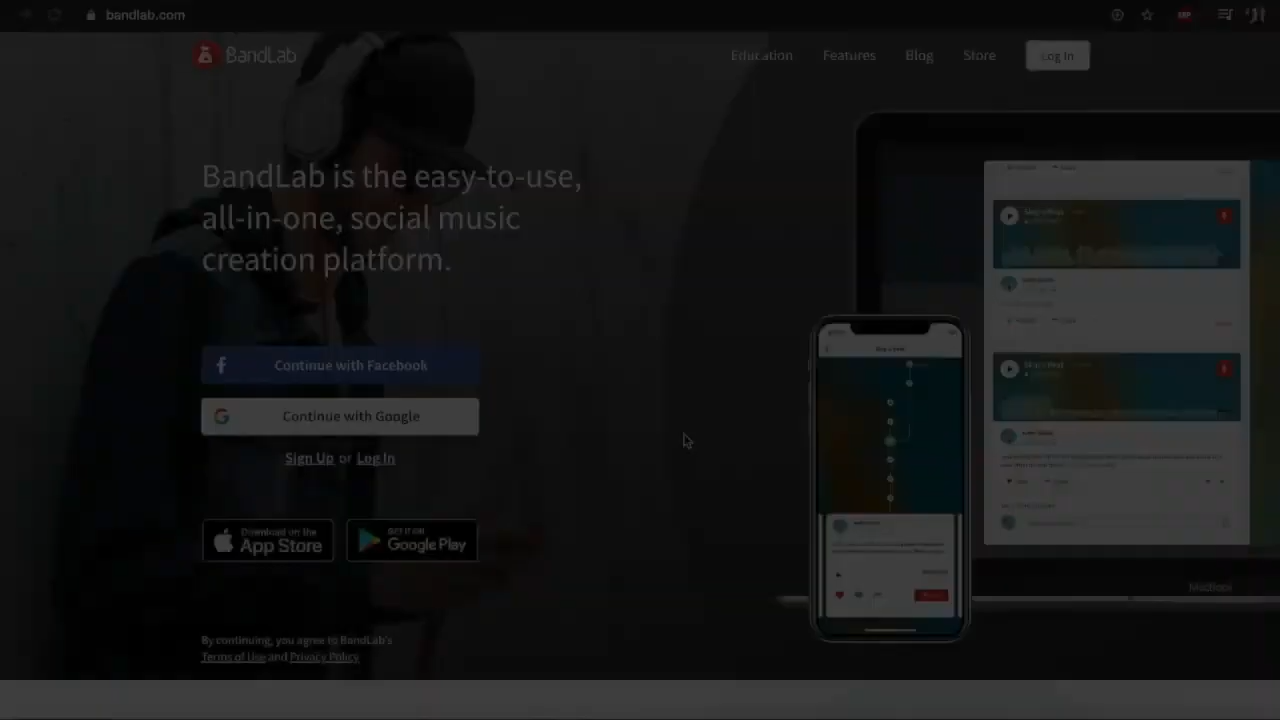 bandlab.com
BandLab
Education
Features
Blog
Store
Log In
BandLab is the easy-to-use,
all-in-one, social music
creation platform.
Continue with Facebook
Continue with Google
Sign Up or Log In
Download on the
App Store
GET IT ON
Google Play
By continuing, you agree to BandLab's
Terms of Use and Privacy Policy
MacBook